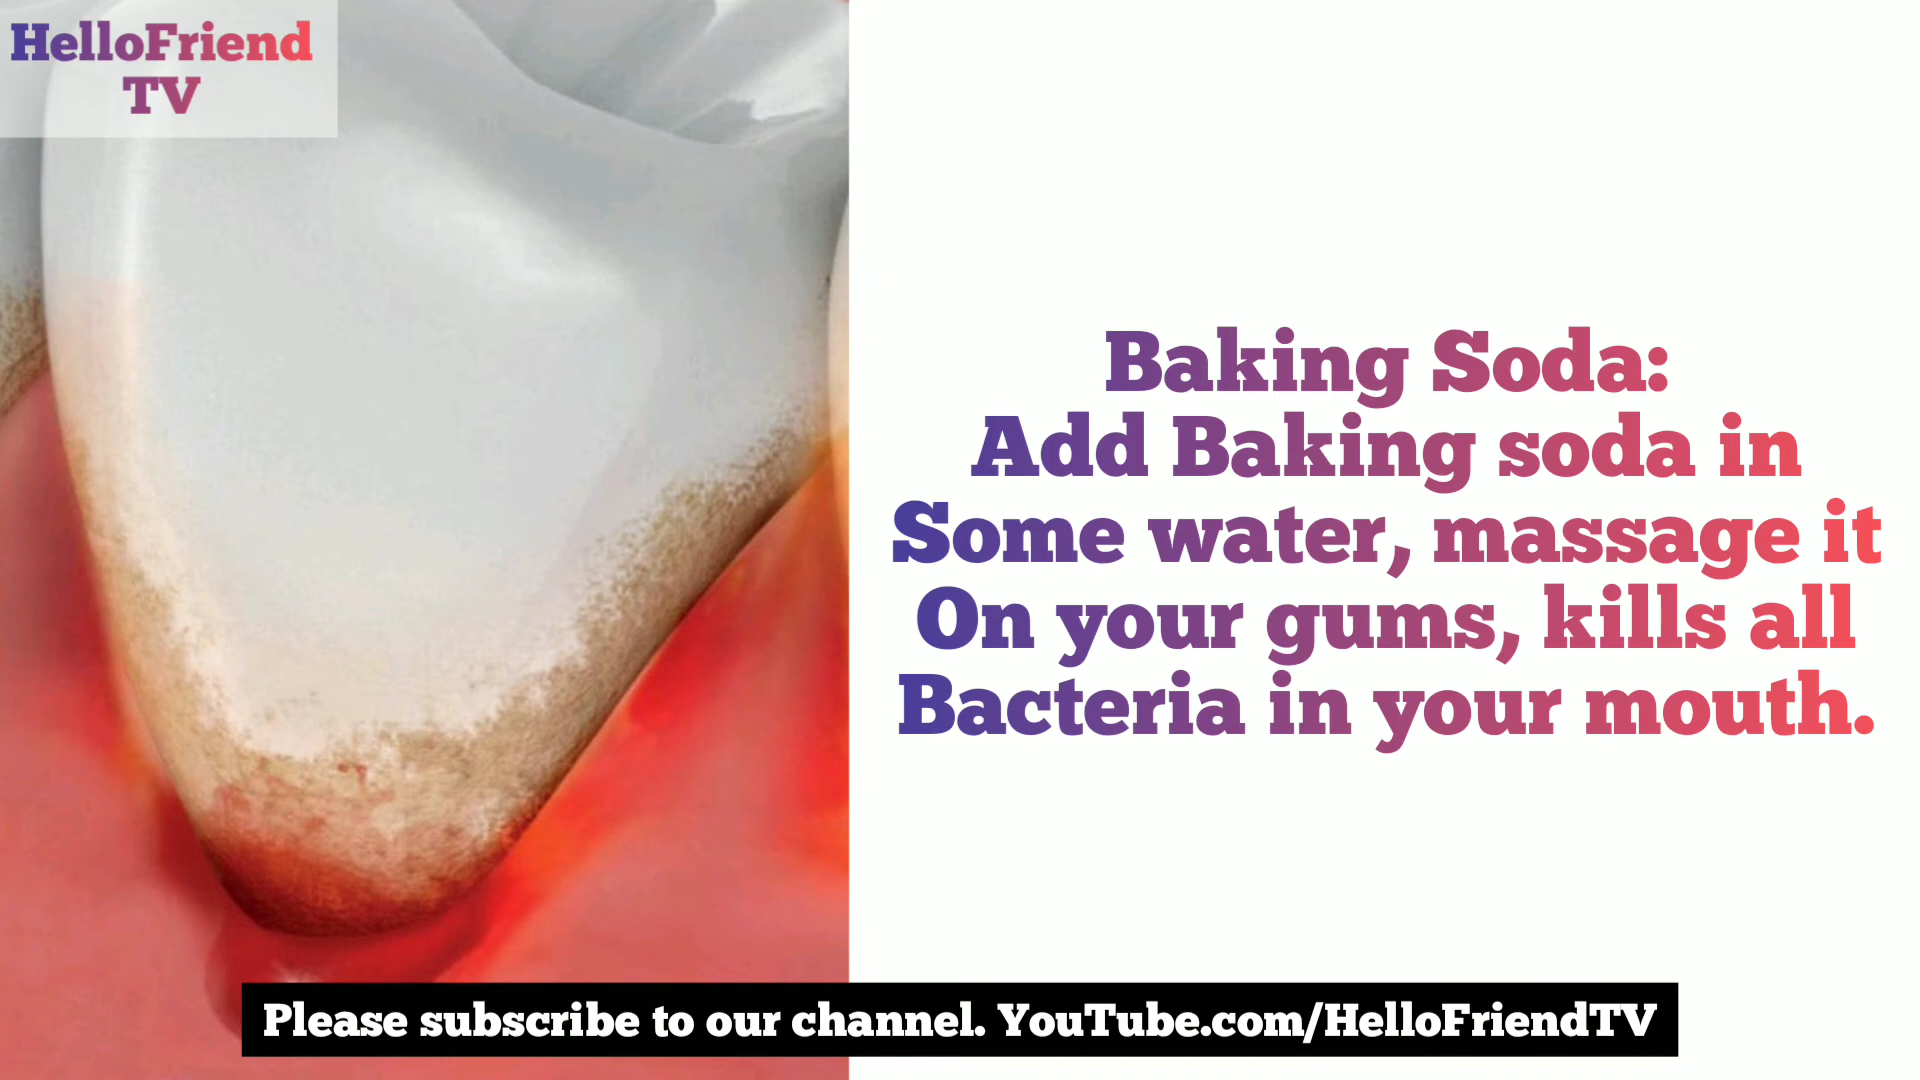 HelloFriend
TV
Baking Soda:
Add Baking soda in
Some water, massage it
On your gums, kills all
Bacteria in your mouth.
Please subscribe to our channel. YouTube.com/HelloFriendTV